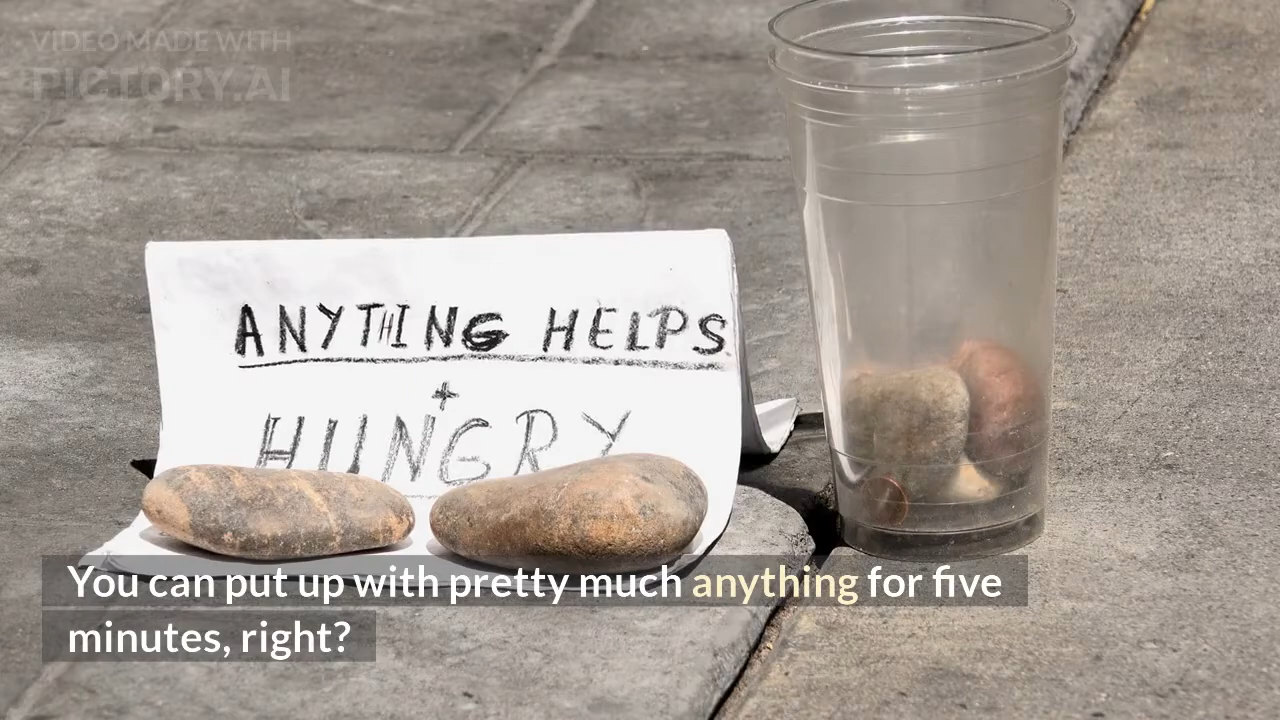 VIDEO MADE WITH
PICTORY.AI
ANYTHING HELPS
+
HUNGRY
You can put up with pretty much anything for five
minutes, right?